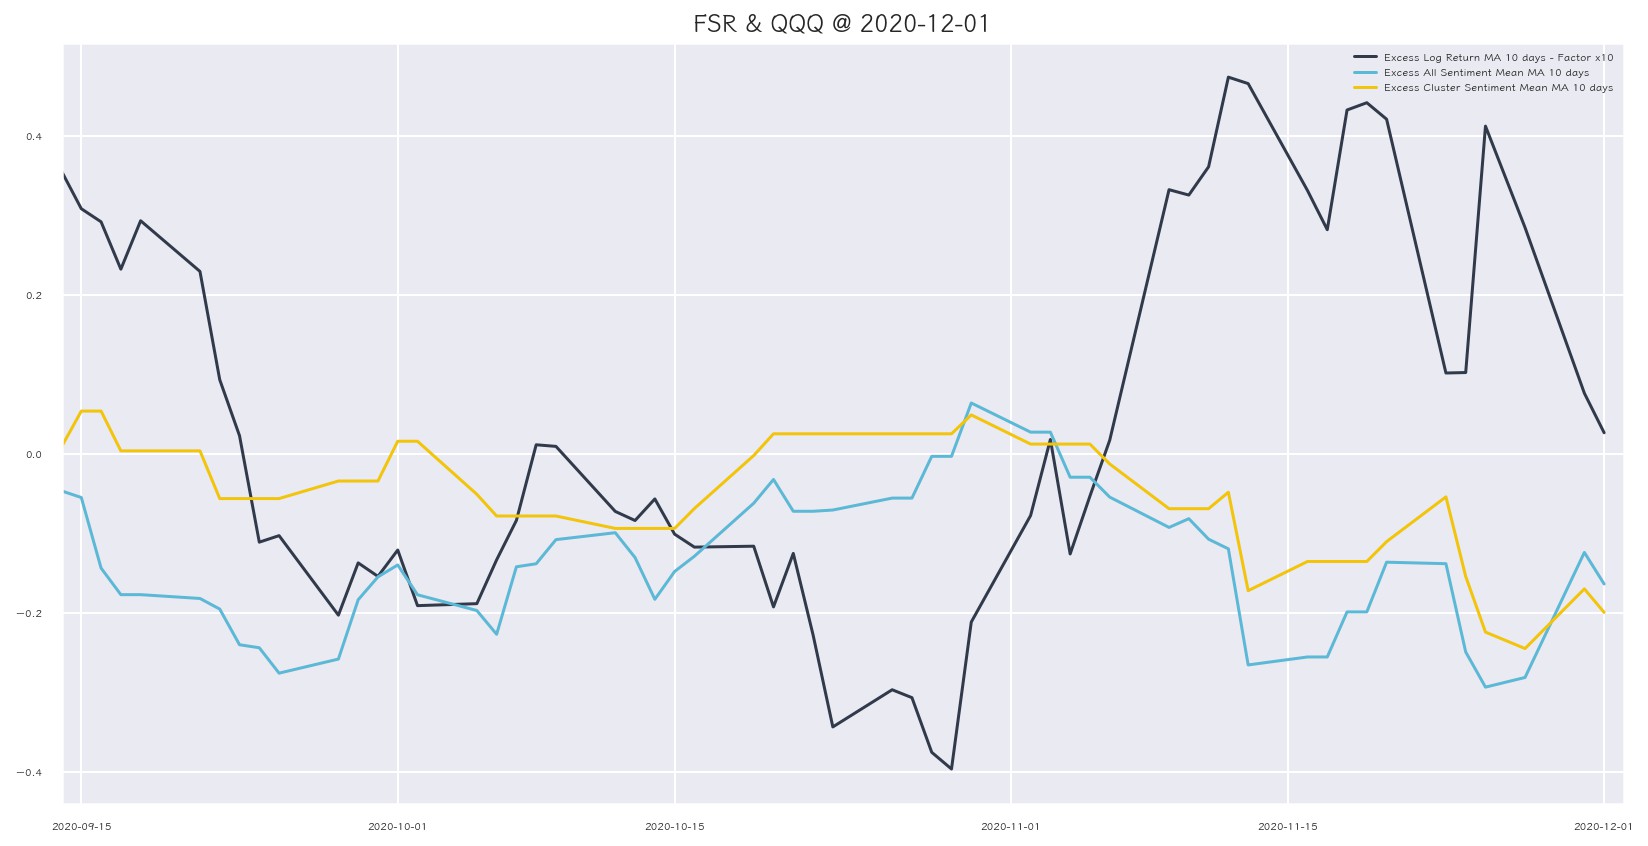 FSR & QQQ @ 2020-12-01
Excess Log Return MA 10 days - Factor x10
Excess All Sentiment Mean MA 10 days
Excess Cluster Sentiment Mean MA 10 days
0.4
0.2
0.0
−0.2
−0.4
2020-09-15
2020-10-01
2020-10-15
2020-11-01
2020-11-15
2020-12-01